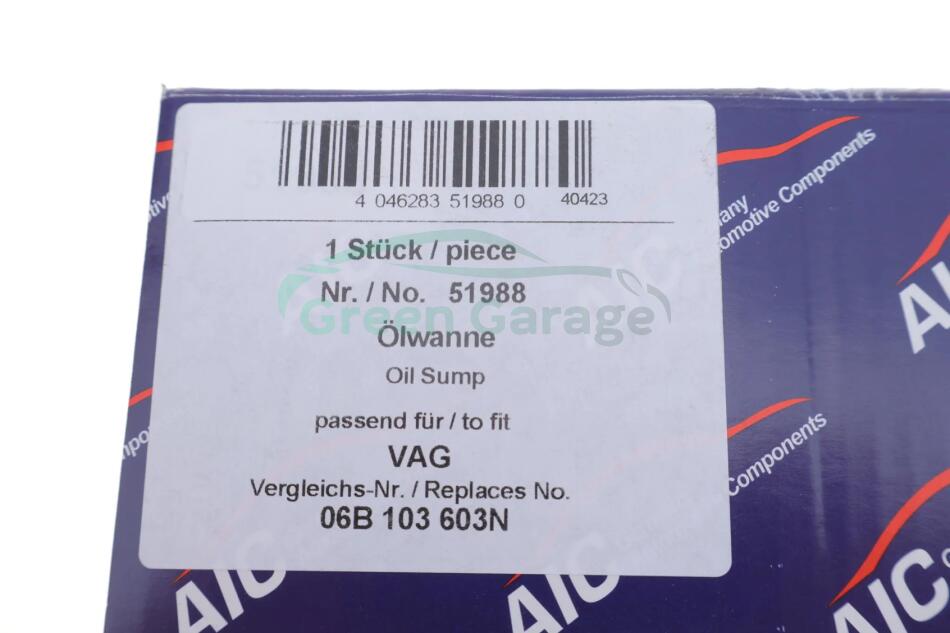 4 046283 51988 0 40423
1 Stück / piece
Nr. / No. 51988
Green Garage
Ölwanne
Oil Sump
passend für / to fit
VAG
Vergleichs-Nr. / Replaces No.
06B 103 603N
Automotive Components
AIC
Components
AIC
AIC
AIC